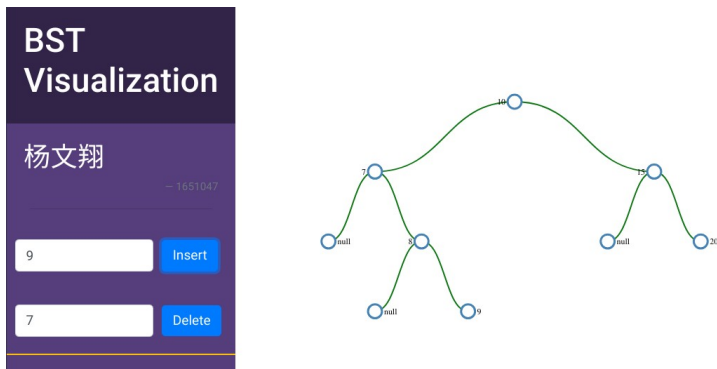 BST
Visualization
杨文翔
— 1651047
9
Insert
7
Delete
10
7
15
null
8
null
20
null
9